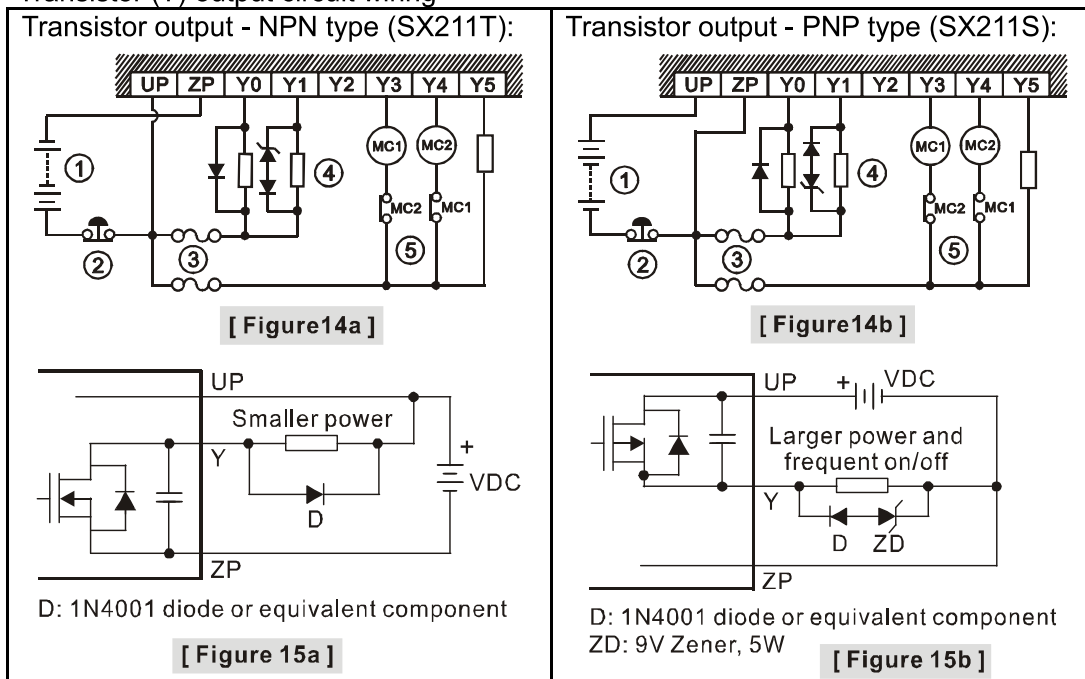 Transistor (T) output circuit wiring
Transistor output - NPN type (SX211T):
UP ZP Y0 Y1 Y2 Y3 Y4 Y5
1
MC1 MC2
4
MC2 MC1
2
3
5
[ Figure14a ]
UP
Smaller power
Y
+
VDC
D
ZP
D: 1N4001 diode or equivalent component
[ Figure 15a ]
Transistor output - PNP type (SX211S):
UP ZP Y0 Y1 Y2 Y3 Y4 Y5
1
MC1 MC2
4
MC2 MC1
2
3
5
[ Figure14b ]
UP
+ VDC
Larger power and
frequent on/off
Y
D ZD
ZP
D: 1N4001 diode or equivalent component
ZD: 9V Zener, 5W
[ Figure 15b ]